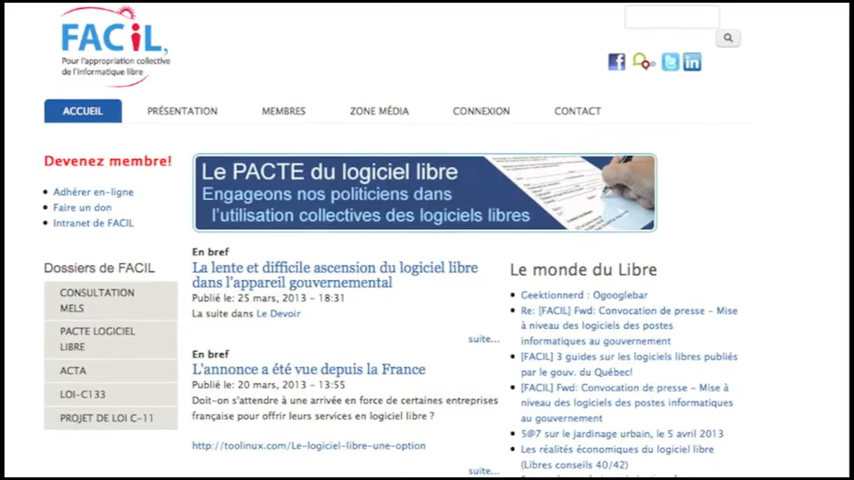 FACiL,
Pour l'appropriation collective
de l'informatique libre
ACCUEIL
PRÉSENTATION
MEMBRES
ZONE MÉDIA
CONNEXION
CONTACT
Devenez membre!
Adhérer en-ligne
Faire un don
Intranet de FACIL
Le PACTE du logiciel libre
Engageons nos politiciens dans
l'utilisation collectives des logiciels libres
Dossiers de FACIL
CONSULTATION
MELS
PACTE LOGICIEL
LIBRE
ACTA
LOI-C133
PROJET DE LOI C-11
En bref
La lente et difficile ascension du logiciel libre
dans l'appareil gouvernemental
Publié le: 25 mars, 2013 - 18:31
La suite dans Le Devoir
suite...
En bref
L'annonce a été vue depuis la France
Publié le: 20 mars, 2013 - 13:55
Doit-on s'attendre à une arrivée en force de certaines entreprises
française pour offrir leurs services en logiciel libre ?
http://toolinux.com/Le-logiciel-libre-une-option
suite...
Le monde du Libre
Geektionnerd : Ogooglebar
Re: [FACIL] Fwd: Convocation de presse - Mise
à niveau des logiciels des postes
informatiques au gouvernement
[FACIL] 3 guides sur les logiciels libres publiés
par le gouv. du Québec!
[FACIL] Fwd: Convocation de presse - Mise à
niveau des logiciels des postes informatiques
au gouvernement
5@7 sur le jardinage urbain, le 5 avril 2013
Les réalités économiques du logiciel libre
(Libres conseils 40/42)